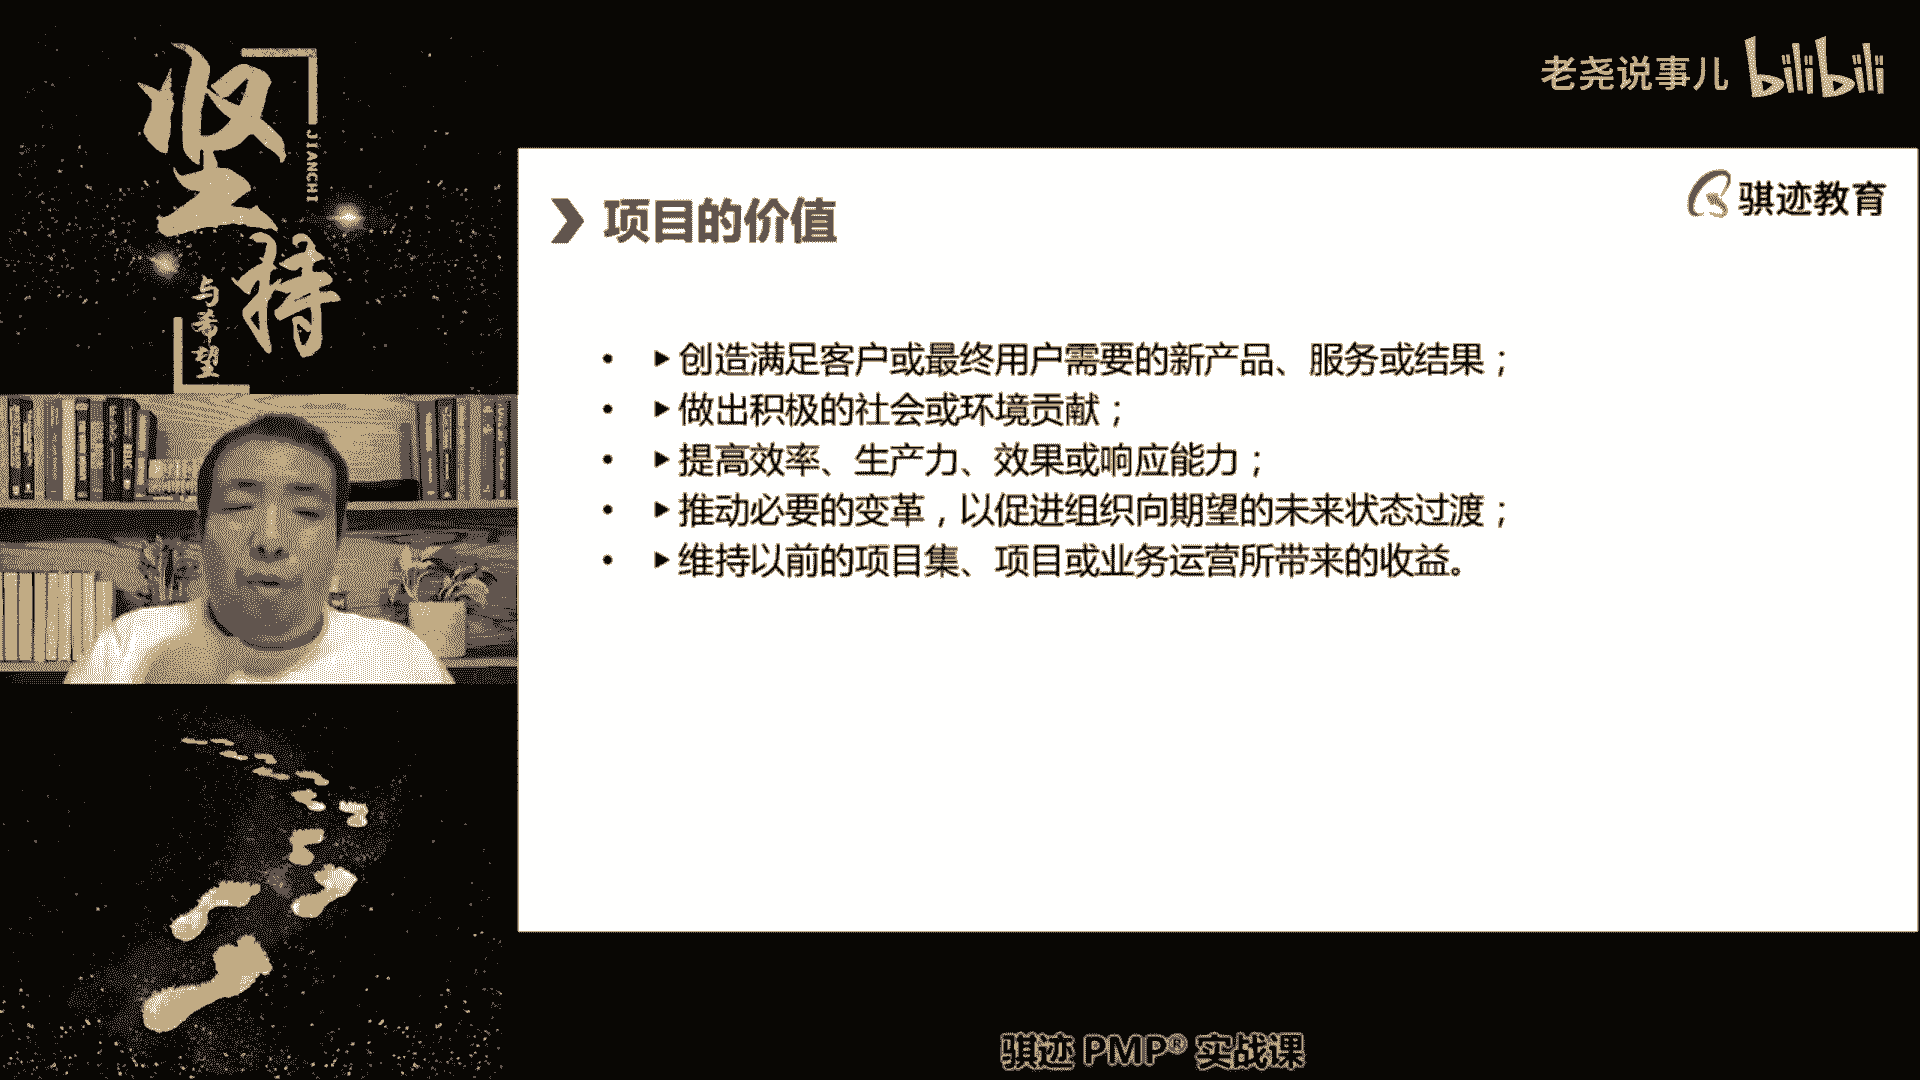 坚持
JIANCHI
与希望
老尧说事儿 bilibili
骐迹教育
项目的价值
• ▶创造满足客户或最终用户需要的新产品、服务或结果；
• ▶做出积极的社会或环境贡献；
• ▶提高效率、生产力、效果或响应能力；
• ▶推动必要的变革，以促进组织向期望的未来状态过渡；
• ▶维持以前的项目集、项目或业务运营所带来的收益。
骐迹 PMP® 实战课